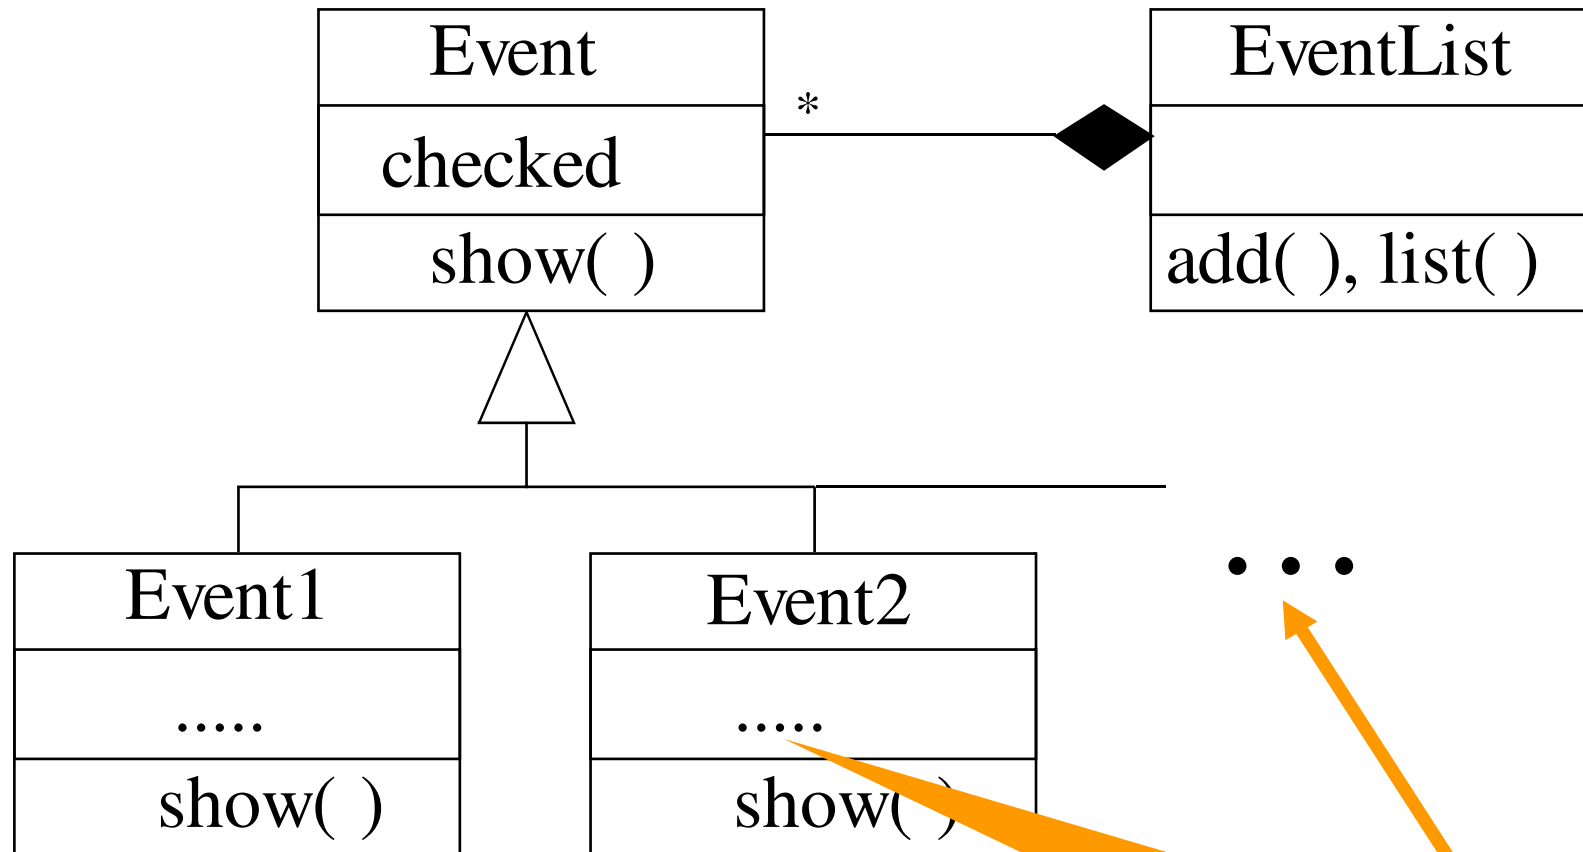 Event
EventList
*
checked
show( )
add( ), list( )
• • •
Event1
Event2
.....
.....
show( )
show( )